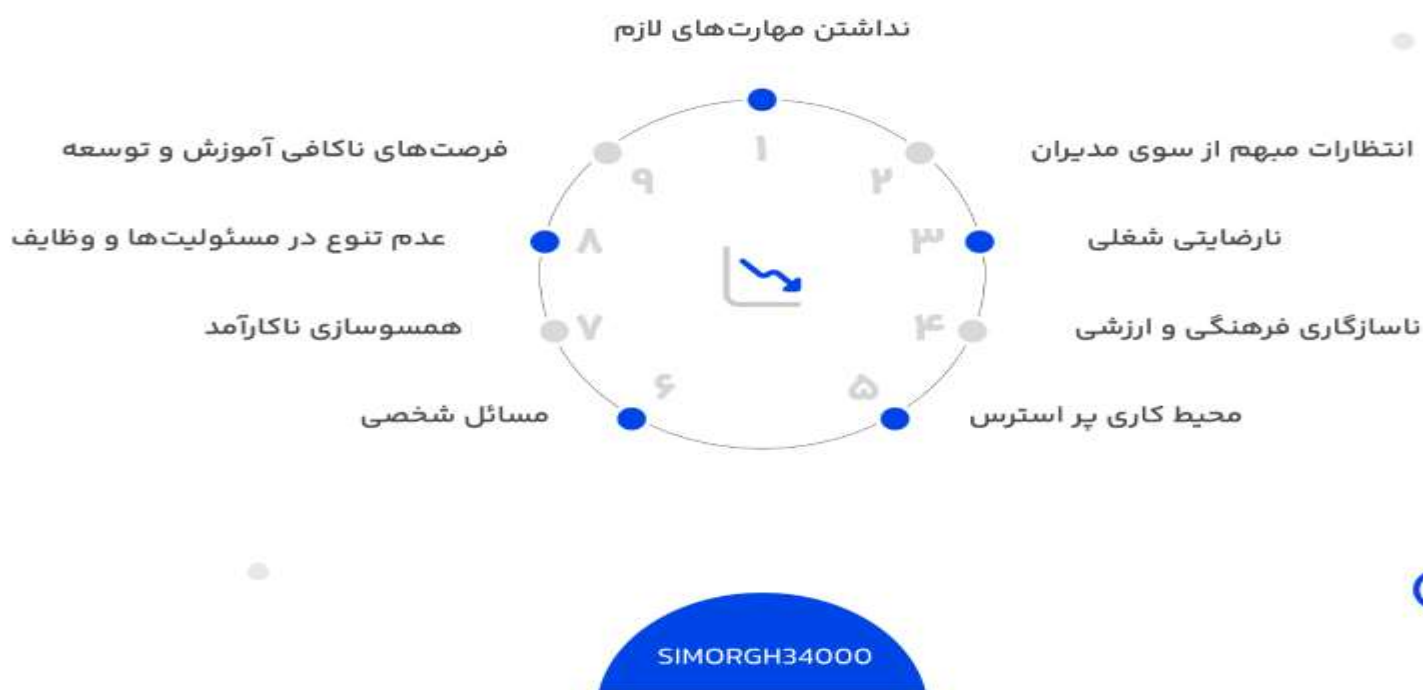 نداشتن مهارت‌های لازم
۱
انتظارات مبهم از سوی مدیران
۲
نارضایتی شغلی
۳
ناسازگاری فرهنگی و ارزشی
۴
محیط کاری پر استرس
۵
مسائل شخصی
۶
همسوسازی ناکارآمد
۷
عدم تنوع در مسئولیت‌ها و وظایف
۸
فرصت‌های ناکافی آموزش و توسعه
۹
SIMORGH34000